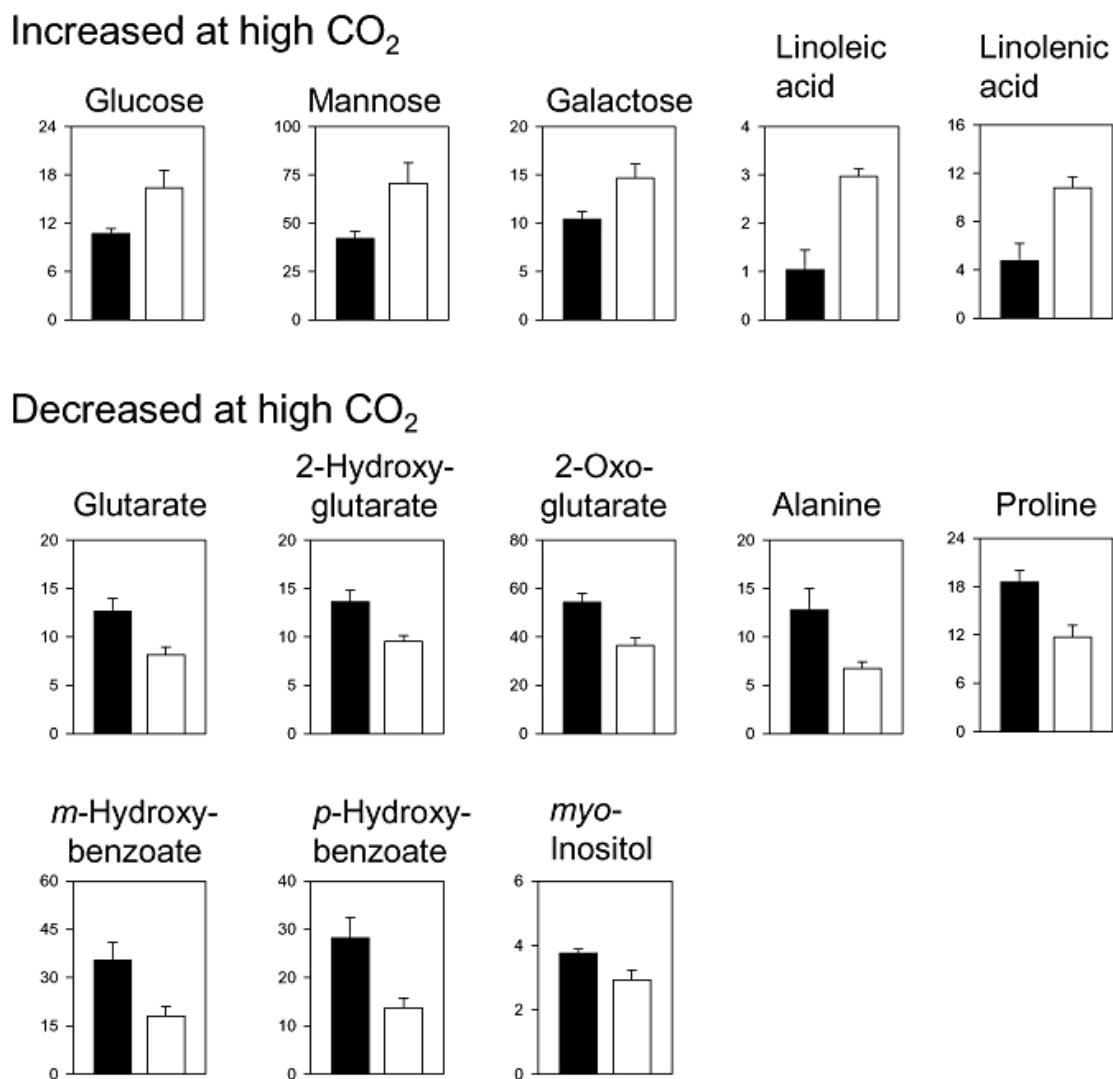 Increased at high CO₂
Glucose
Mannose
Galactose
Linoleic
acid
Linolenic
acid
24
18
12
6
0
100
75
50
25
0
20
15
10
5
0
4
3
2
1
0
16
12
8
4
0
Decreased at high CO₂
Glutarate
2-Hydroxy-
glutarate
2-Oxo-
glutarate
Alanine
Proline
20
15
10
5
0
20
15
10
5
0
80
60
40
20
0
20
15
10
5
0
24
18
12
6
0
m-Hydroxy-
benzoate
p-Hydroxy-
benzoate
myo-
Inositol
60
45
30
15
0
40
30
20
10
0
6
4
2
0